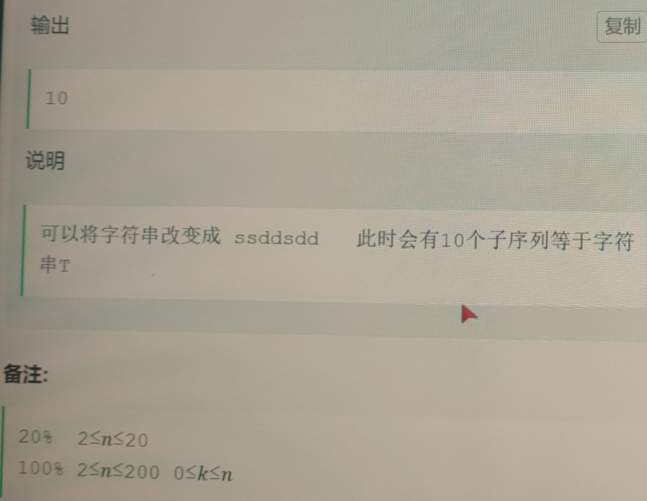 输出
复制
10
说明
可以将字符串改变成 ssddsdd 此时会有10个子序列等于字符
串T
备注:
20% 2≤n≤20
100% 2≤n≤200 0≤k≤n